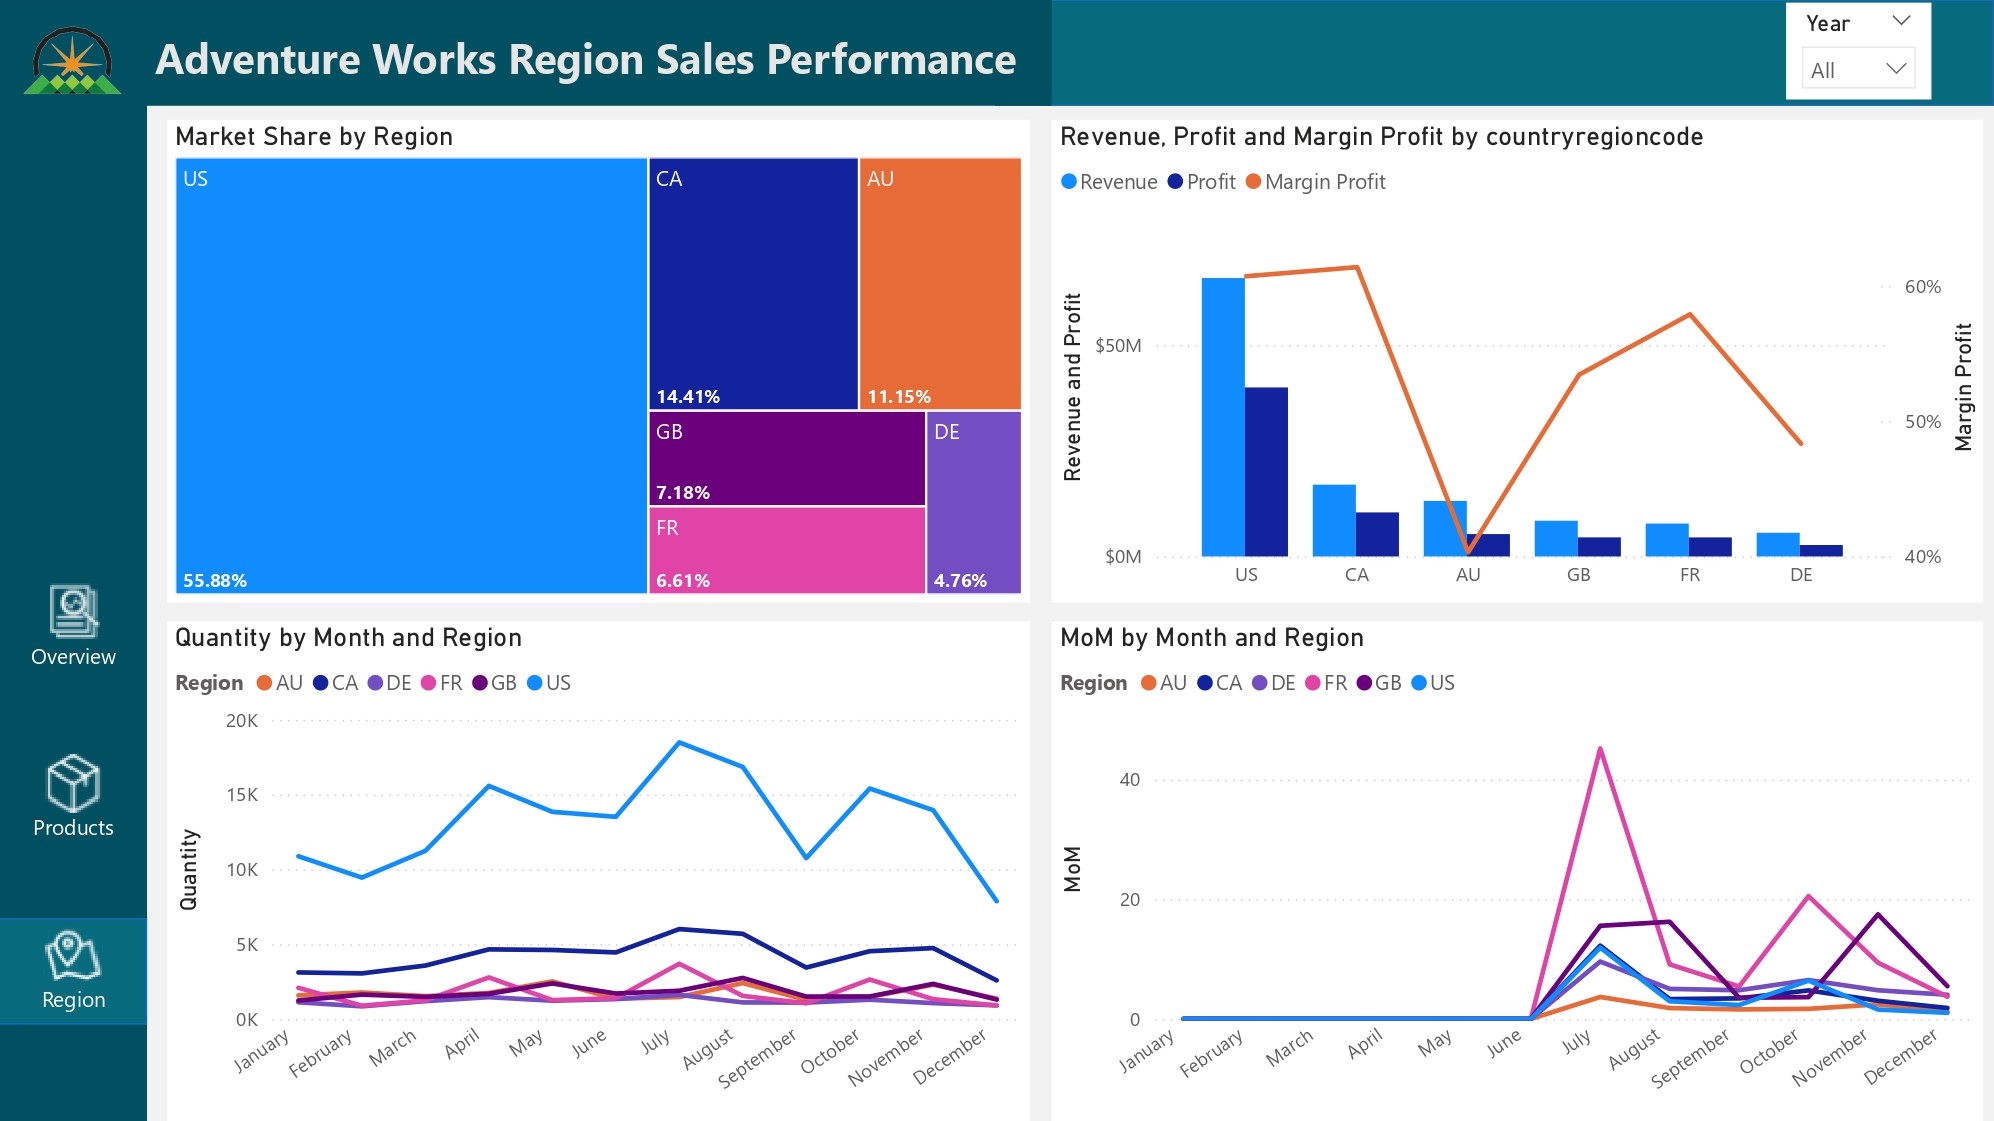 Adventure Works Region Sales Performance
Year
All
Overview
Products
Region
Market Share by Region
US
55.88%
CA
14.41%
AU
11.15%
GB
7.18%
DE
4.76%
FR
6.61%
Revenue, Profit and Margin Profit by countryregioncode
Revenue Profit Margin Profit
Revenue and Profit
$50M
$0M
60%
50%
40%
Margin Profit
US CA AU GB FR DE
Quantity by Month and Region
Region AU CA DE FR GB US
Quantity
20K
15K
10K
5K
0K
January February March April May June July August September October November December
MoM by Month and Region
Region AU CA DE FR GB US
MoM
40
20
0
January February March April May June July August September October November December